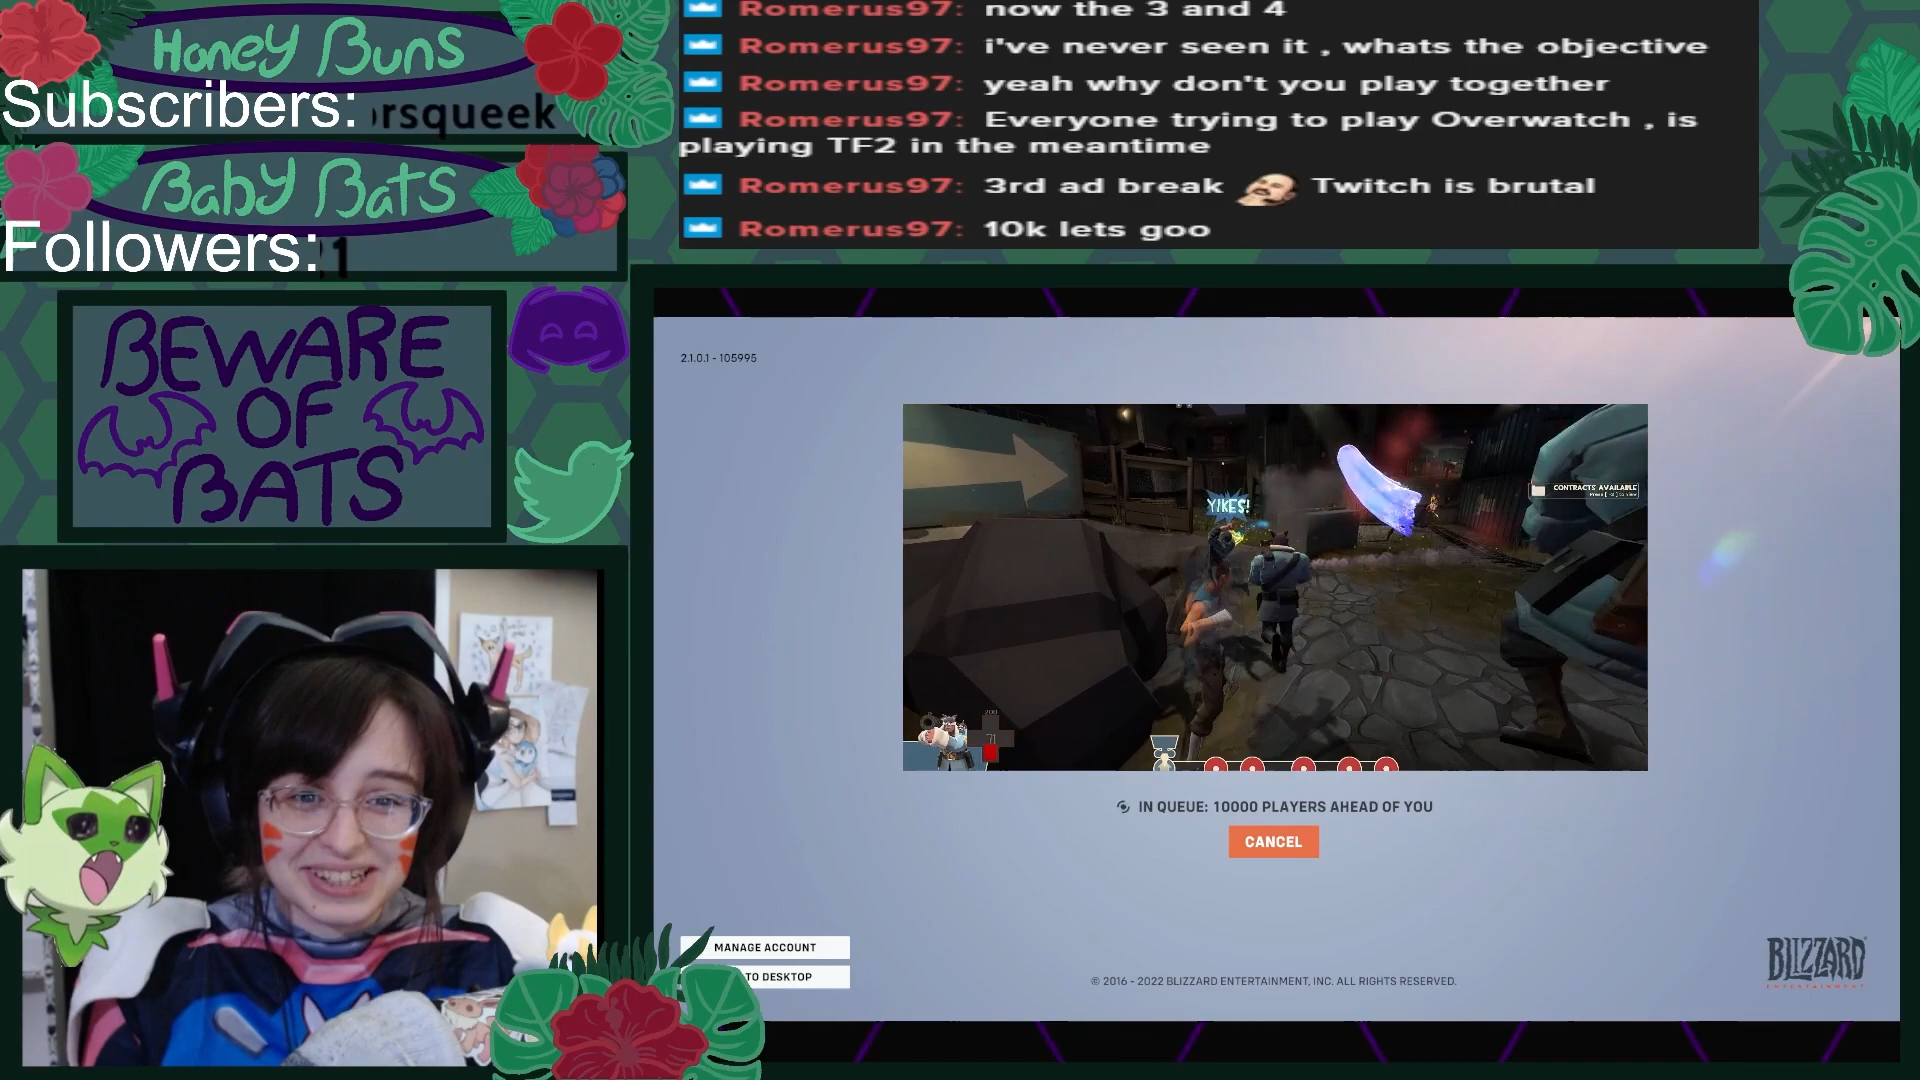 Honey Buns
Subscribers: rsqueek
Baby Bats
Followers: 1
BEWARE
OF
BATS
Romerus97: now the 3 and 4
Romerus97: i've never seen it , whats the objective
Romerus97: yeah why don't you play together
Romerus97: Everyone trying to play Overwatch , is
playing TF2 in the meantime
Romerus97: 3rd ad break Twitch is brutal
Romerus97: 10k lets goo
2.1.0.1 - 105995
YIKES!
CONTRACTS AVAILABLE
200
71
IN QUEUE: 10000 PLAYERS AHEAD OF YOU
CANCEL
MANAGE ACCOUNT
TO DESKTOP
© 2016 - 2022 BLIZZARD ENTERTAINMENT, INC. ALL RIGHTS RESERVED.
BLIZZARD
ENTERTAINMENT